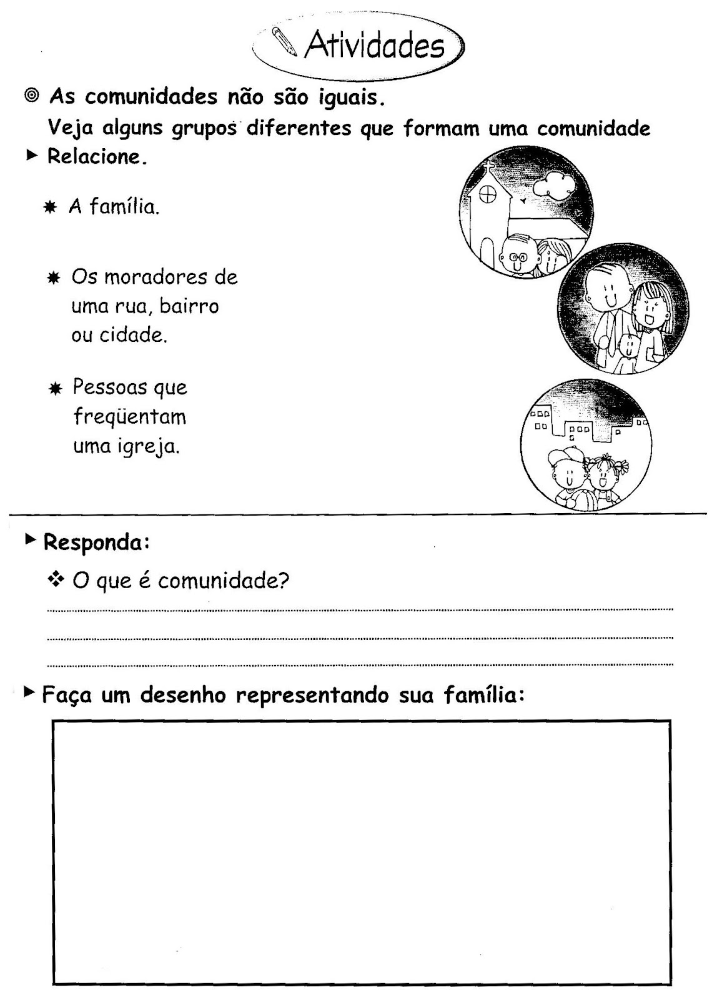 Atividades
As comunidades não são iguais.
Veja alguns grupos diferentes que formam uma comunidade
Relacione.
A família.
Os moradores de
uma rua, bairro
ou cidade.
Pessoas que
freqüentam
uma igreja.
Responda:
O que é comunidade?
Faça um desenho representando sua família: